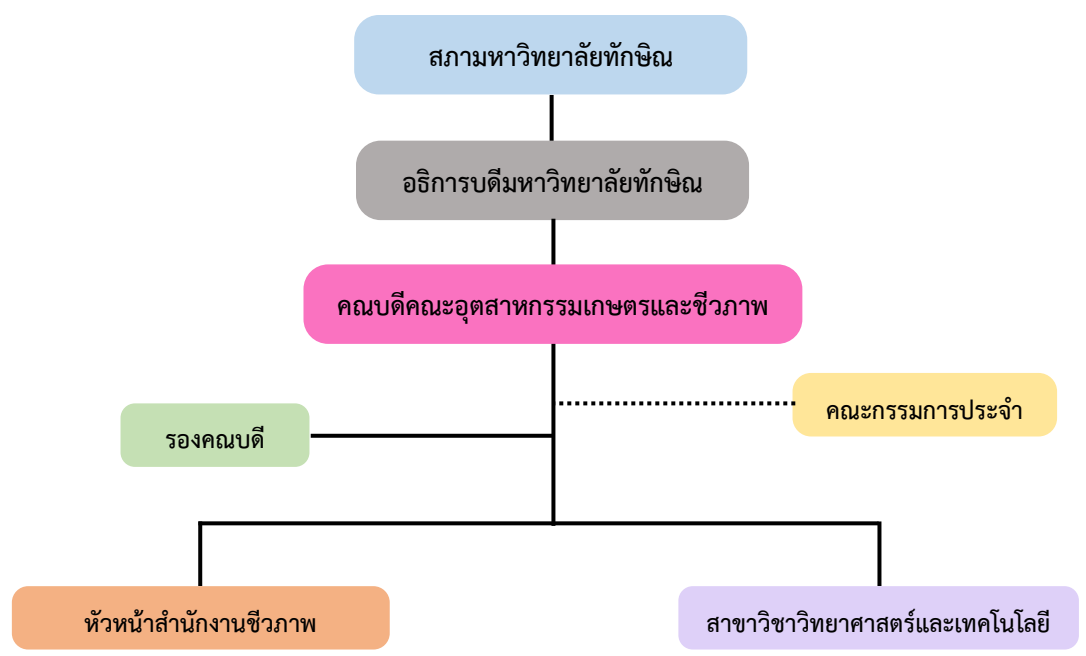 สภามหาวิทยาลัยทักษิณ
อธิการบดีมหาวิทยาลัยทักษิณ
คณบดีคณะอุตสาหกรรมเกษตรและชีวภาพ
คณะกรรมการประจำ
รองคณบดี
หัวหน้าสำนักงานชีวภาพ
สาขาวิชาวิทยาศาสตร์และเทคโนโลยี